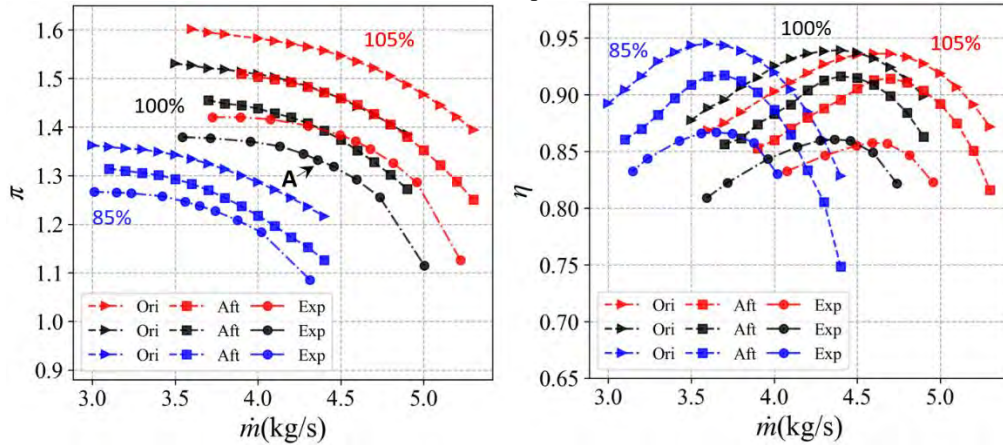 1.6
1.5
1.4
1.3
1.2
1.1
1.0
0.9
π
105%
100%
A
85%
Ori Aft Exp
Ori Aft Exp
Ori Aft Exp
3.0 3.5 4.0 4.5 5.0
ṁ(kg/s)
0.95
0.90
0.85
0.80
0.75
0.70
0.65
η
100%
85%
105%
Ori Aft Exp
Ori Aft Exp
Ori Aft Exp
3.0 3.5 4.0 4.5 5.0
ṁ(kg/s)